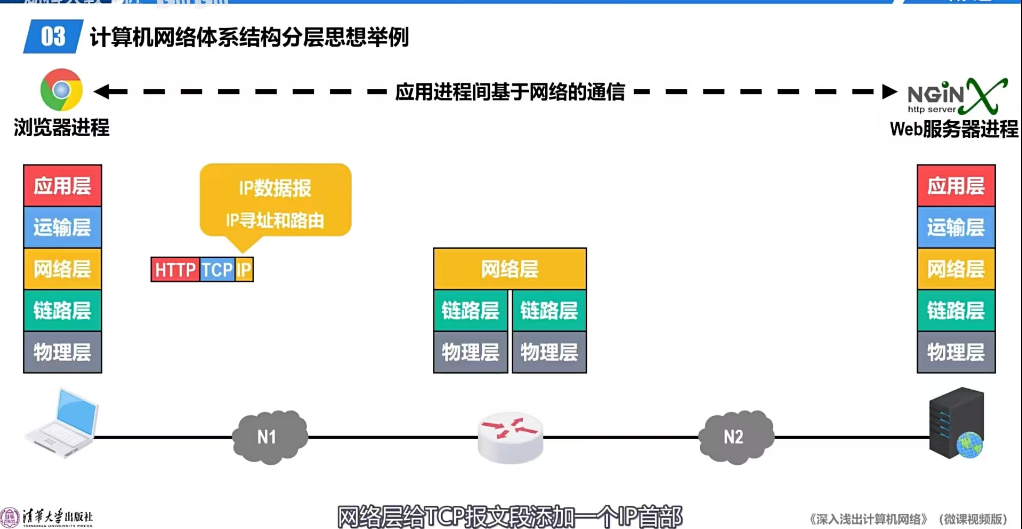 03 计算机网络体系结构分层思想举例
应用进程间基于网络的通信
NGiNX
http server
浏览器进程
Web服务器进程
应用层
运输层
网络层
链路层
物理层
IP数据报
IP寻址和路由
HTTP TCP IP
网络层
链路层 链路层
物理层 物理层
应用层
运输层
网络层
链路层
物理层
N1
N2
清华大学出版社
TSINGHUA UNIVERSITY PRESS
网络层给TCP报文段添加一个IP首部
《深入浅出计算机网络》（微课视频版）